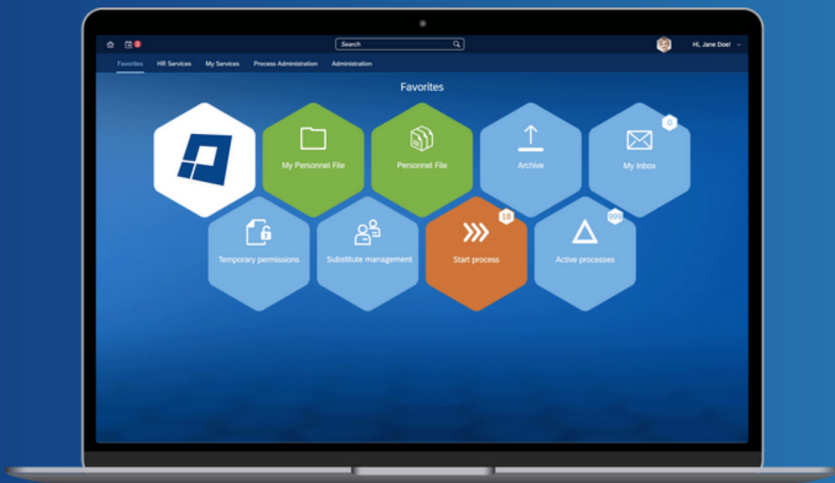 2
Search
Hi, Jane Doe!
Favorites
HR Services
My Services
Process Administration
Administration
Favorites
My Personnel File
Personnel File
Archive
0
My Inbox
Temporary permissions
Substitute management
18
Start process
999
Active processes